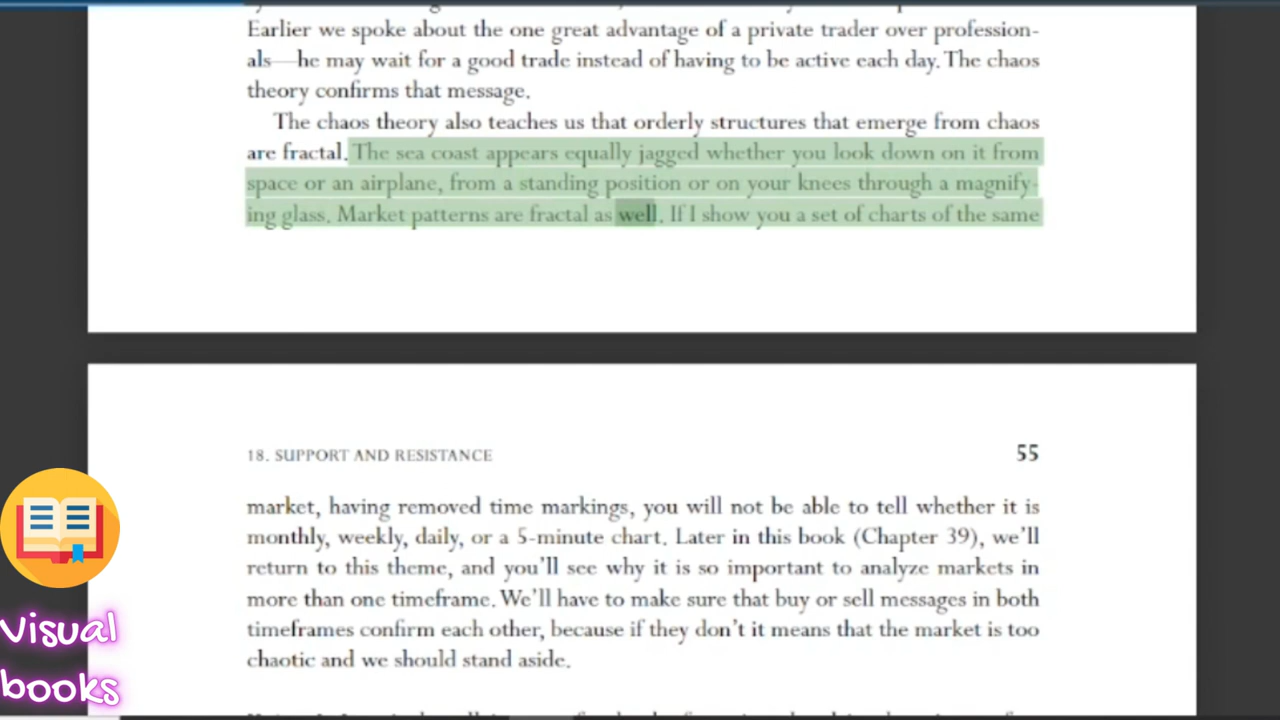 Earlier we spoke about the one great advantage of a private trader over profession-
als—he may wait for a good trade instead of having to be active each day. The chaos
theory confirms that message.
The chaos theory also teaches us that orderly structures that emerge from chaos
are fractal. The sea coast appears equally jagged whether you look down on it from
space or an airplane, from a standing position or on your knees through a magnify-
ing glass. Market patterns are fractal as well. If I show you a set of charts of the same
18. SUPPORT AND RESISTANCE 55
market, having removed time markings, you will not be able to tell whether it is
monthly, weekly, daily, or a 5-minute chart. Later in this book (Chapter 39), we'll
return to this theme, and you'll see why it is so important to analyze markets in
more than one timeframe. We'll have to make sure that buy or sell messages in both
timeframes confirm each other, because if they don't it means that the market is too
chaotic and we should stand aside.
Visual
books